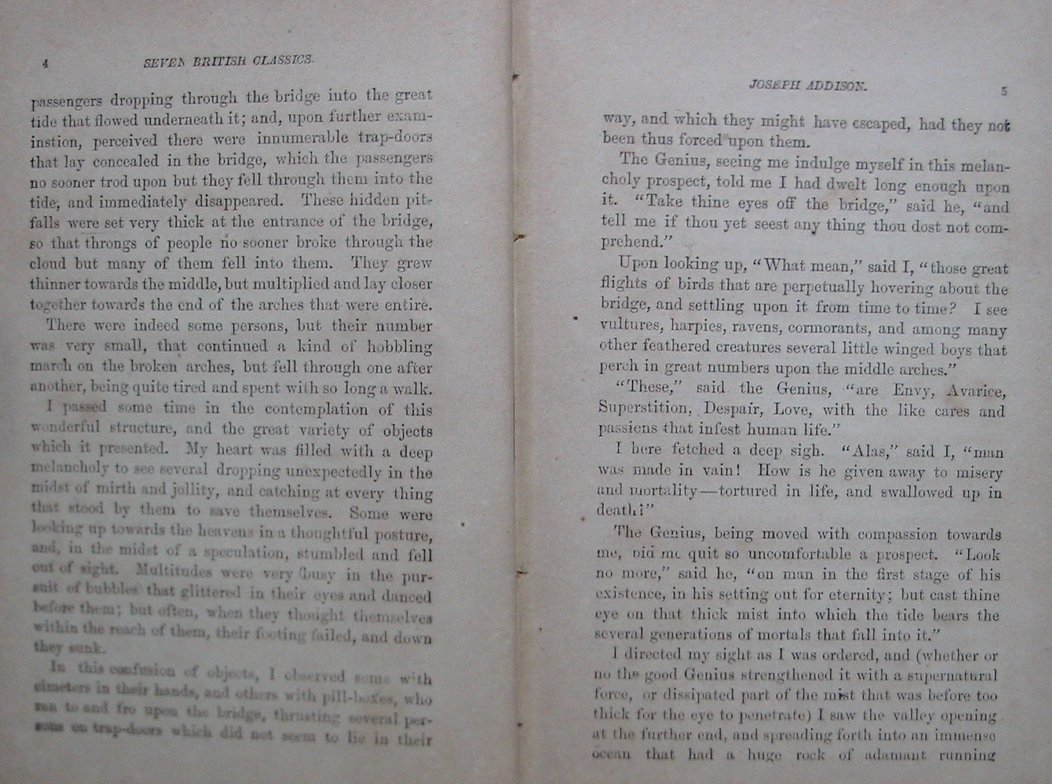 4 SEVEN BRITISH CLASSICS.
passengers dropping through the bridge into the great
tide that flowed underneath it; and, upon further exam-
instion, perceived there were innumerable trap-doors
that lay concealed in the bridge, which the passengers
no sooner trod upon but they fell through them into the
tide, and immediately disappeared. These hidden pit-
falls were set very thick at the entrance of the bridge,
so that throngs of people no sooner broke through the
cloud but many of them fell into them. They grew
thinner towards the middle, but multiplied and lay closer
together towards the end of the arches that were entire.
There were indeed some persons, but their number
was very small, that continued a kind of hobbling
march on the broken arches, but fell through one after
another, being quite tired and spent with so long a walk.
I passed some time in the contemplation of this
wonderful structure, and the great variety of objects
which it presented. My heart was filled with a deep
melancholy to see several dropping unexpectedly in the
midst of mirth and jollity, and catching at every thing
that stood by them to save themselves. Some were
looking up towards the heavens in a thoughtful posture,
and, in the midst of a speculation, stumbled and fell
out of sight. Multitudes were very busy in the pur-
suit of bubbles that glittered in their eyes and danced
before them; but often, when they thought themselves
within the reach of them, their footing failed, and down
they sunk.
In this confusion of objects, I observed some with
cimeters in their hands, and others with pill-boxes, who
ran to and fro upon the bridge, thrusting several per-
sons on trap-doors which did not seem to lie in their
JOSEPH ADDISON. 5
way, and which they might have escaped, had they not
been thus forced upon them.
The Genius, seeing me indulge myself in this melan-
choly prospect, told me I had dwelt long enough upon
it. “Take thine eyes off the bridge,” said he, “and
tell me if thou yet seest any thing thou dost not com-
prehend.”
Upon looking up, “What mean,” said I, “those great
flights of birds that are perpetually hovering about the
bridge, and settling upon it from time to time? I see
vultures, harpies, ravens, cormorants, and among many
other feathered creatures several little winged boys that
perch in great numbers upon the middle arches.”
“These,” said the Genius, “are Envy, Avarice,
Superstition, Despair, Love, with the like cares and
passions that infest human life.”
I here fetched a deep sigh. “Alas,” said I, “man
was made in vain! How is he given away to misery
and mortality—tortured in life, and swallowed up in
death!”
The Genius, being moved with compassion towards
me, bid me quit so uncomfortable a prospect. “Look
no more,” said he, “on man in the first stage of his
existence, in his setting out for eternity; but cast thine
eye on that thick mist into which the tide bears the
several generations of mortals that fall into it.”
I directed my sight as I was ordered, and (whether or
no the good Genius strengthened it with a supernatural
force, or dissipated part of the mist that was before too
thick for the eye to penetrate) I saw the valley opening
at the further end, and spreading forth into an immense
ocean that had a huge rock of adamant running